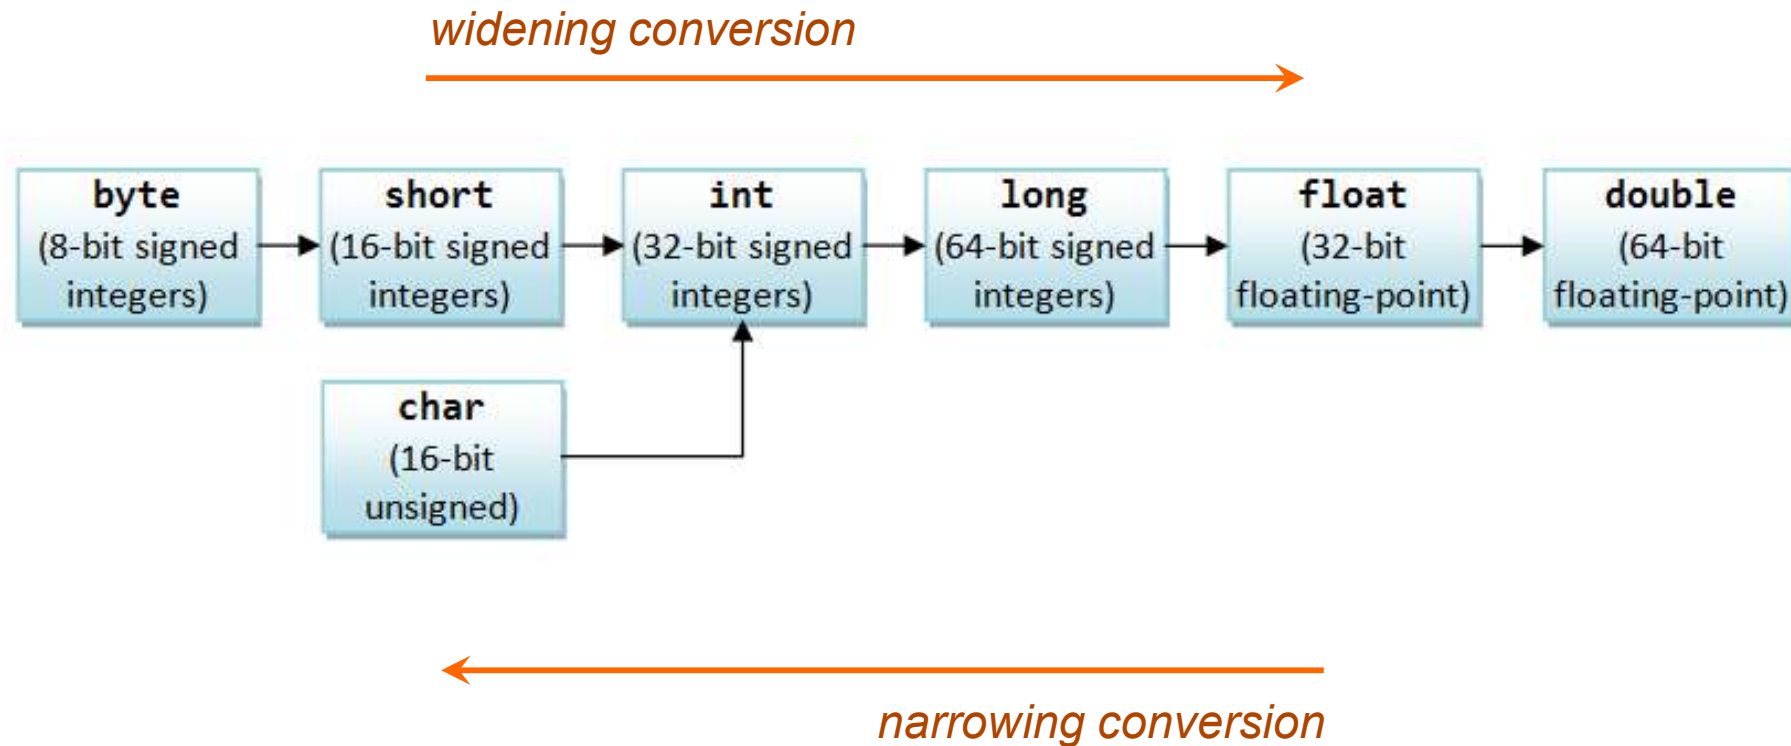 widening conversion
byte
(8-bit signed
integers)
short
(16-bit signed
integers)
int
(32-bit signed
integers)
long
(64-bit signed
integers)
float
(32-bit
floating-point)
double
(64-bit
floating-point)
char
(16-bit
unsigned)
narrowing conversion